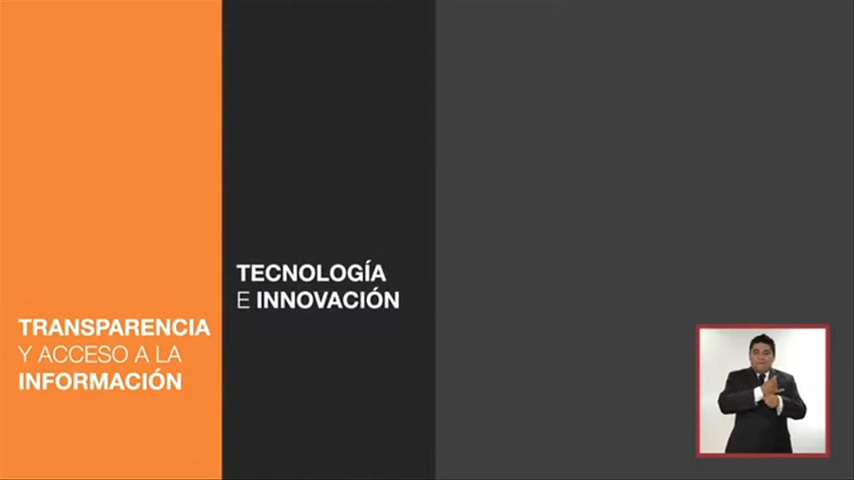 TRANSPARENCIA
Y ACCESO A LA
INFORMACIÓN
TECNOLOGÍA
E INNOVACIÓN